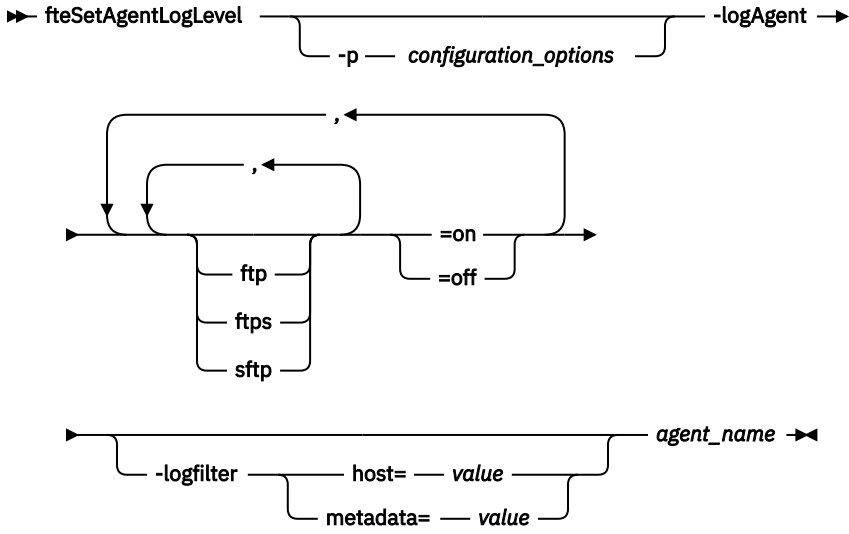 fteSetAgentLogLevel -logAgent
-p configuration_options
,
,
=on
ftp =off
ftps
sftp
agent_name
-logfilter host= value
metadata= value